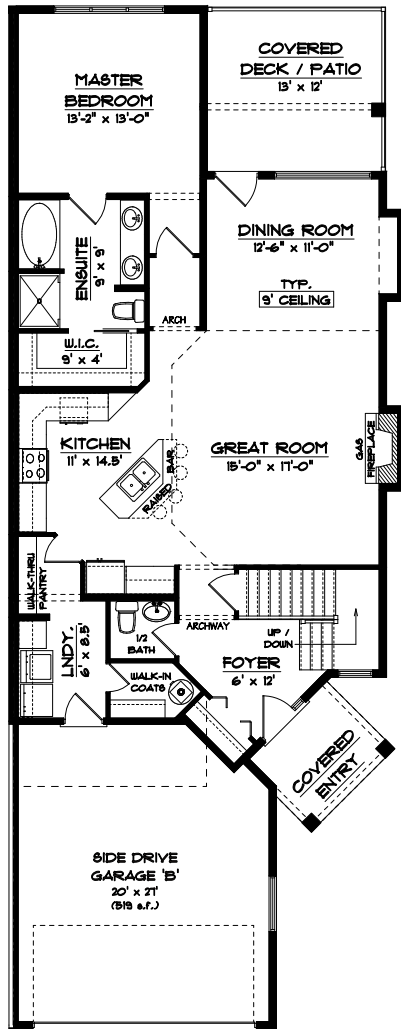 COVERED
DECK / PATIO
13' x 12'
MASTER
BEDROOM
13'-2" x 13'-0"
DINING ROOM
12'-6" x 11'-0"
TYP.
9' CEILING
ENSUITE
9' x 9'
ARCH
W.I.C.
9' x 4'
KITCHEN
11' x 14.5'
RAISED BAR
GREAT ROOM
15'-0" x 17'-0"
GAS
FIREPLACE
WALK-THRU
PANTRY
LNDY.
6' x 8.5'
1/2
BATH
ARCHWAY
UP /
DOWN
FOYER
6' x 12'
WALK-IN
COATS
COVERED
ENTRY
SIDE DRIVE
GARAGE 'B'
20' x 27'
(519 s.f.)